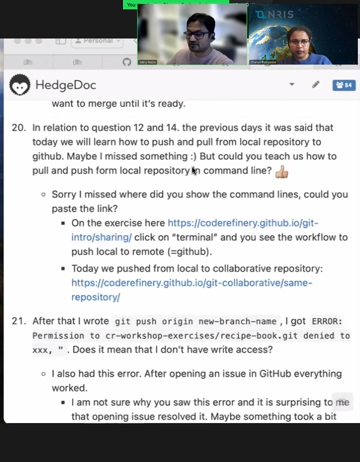 NRIS
Personal
HedgeDoc
84
want to merge until it's ready.
20. In relation to question 12 and 14. the previous days it was said that
today we will learn how to push and pull from local repository to
github. Maybe I missed something :) But could you teach us how to
pull and push form local repository in command line? 👍
Sorry I missed where did you show the command lines, could you
paste the link?
On the exercise here https://coderefinery.github.io/git-
intro/sharing/ click on "terminal" and you see the workflow to
push local to remote (=github).
Today we pushed from local to collaborative repository:
https://coderefinery.github.io/git-collaborative/same-
repository/
21. After that I wrote git push origin new-branch-name , I got ERROR:
Permission to cr-workshop-exercises/recipe-book.git denied to
xxx, " . Does it mean that I don't have write access?
I also had this error. After opening an issue in GitHub everything
worked.
I am not sure why you saw this error and it is surprising to me
that opening issue resolved it. Maybe something took a bit